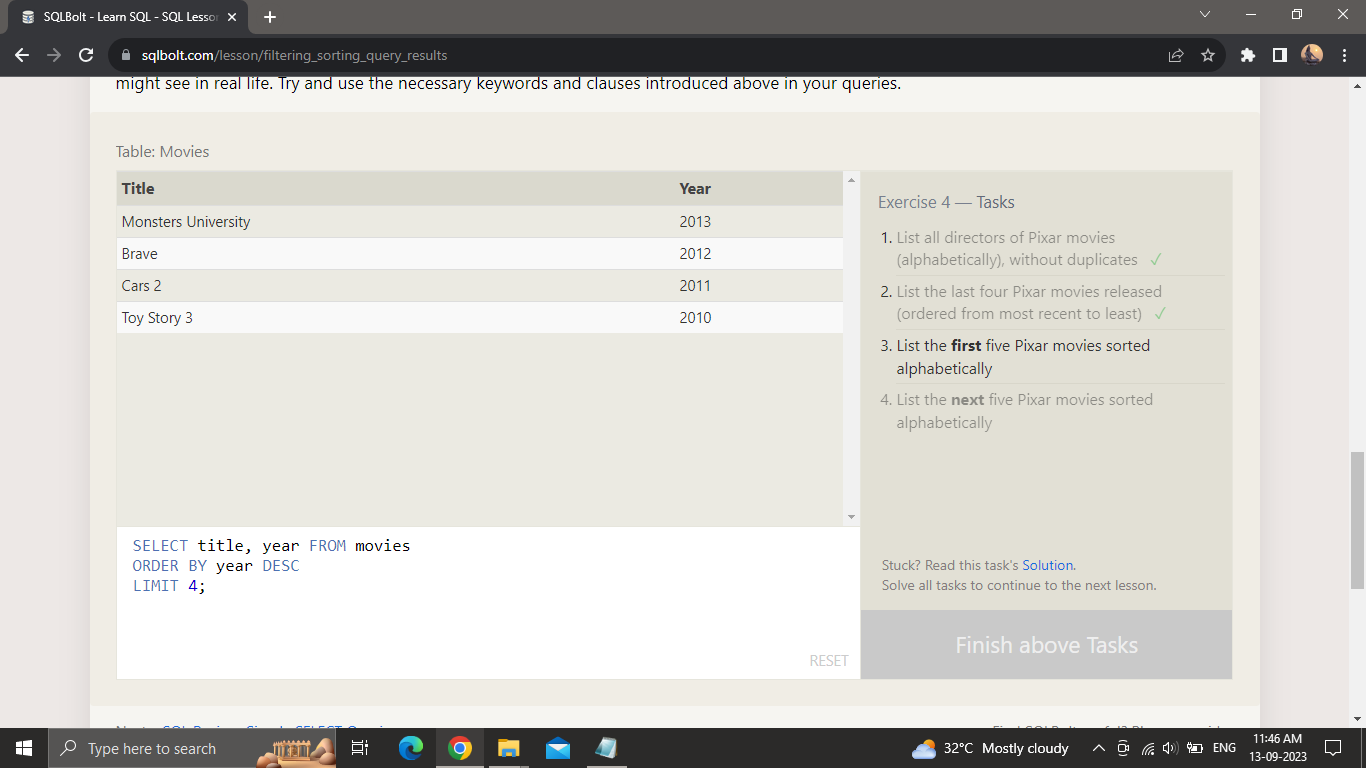 SQLBolt - Learn SQL - SQL Lesso
sqlbolt.com/lesson/filtering_sorting_query_results
might see in real life. Try and use the necessary keywords and clauses introduced above in your queries.
Table: Movies
Title Year
Monsters University 2013
Brave 2012
Cars 2 2011
Toy Story 3 2010
SELECT title, year FROM movies
ORDER BY year DESC
LIMIT 4;
RESET
Exercise 4 — Tasks
1. List all directors of Pixar movies
(alphabetically), without duplicates ✓
2. List the last four Pixar movies released
(ordered from most recent to least) ✓
3. List the first five Pixar movies sorted
alphabetically
4. List the next five Pixar movies sorted
alphabetically
Stuck? Read this task's Solution.
Solve all tasks to continue to the next lesson.
Finish above Tasks
Type here to search
32°C Mostly cloudy
ENG
11:46 AM
13-09-2023